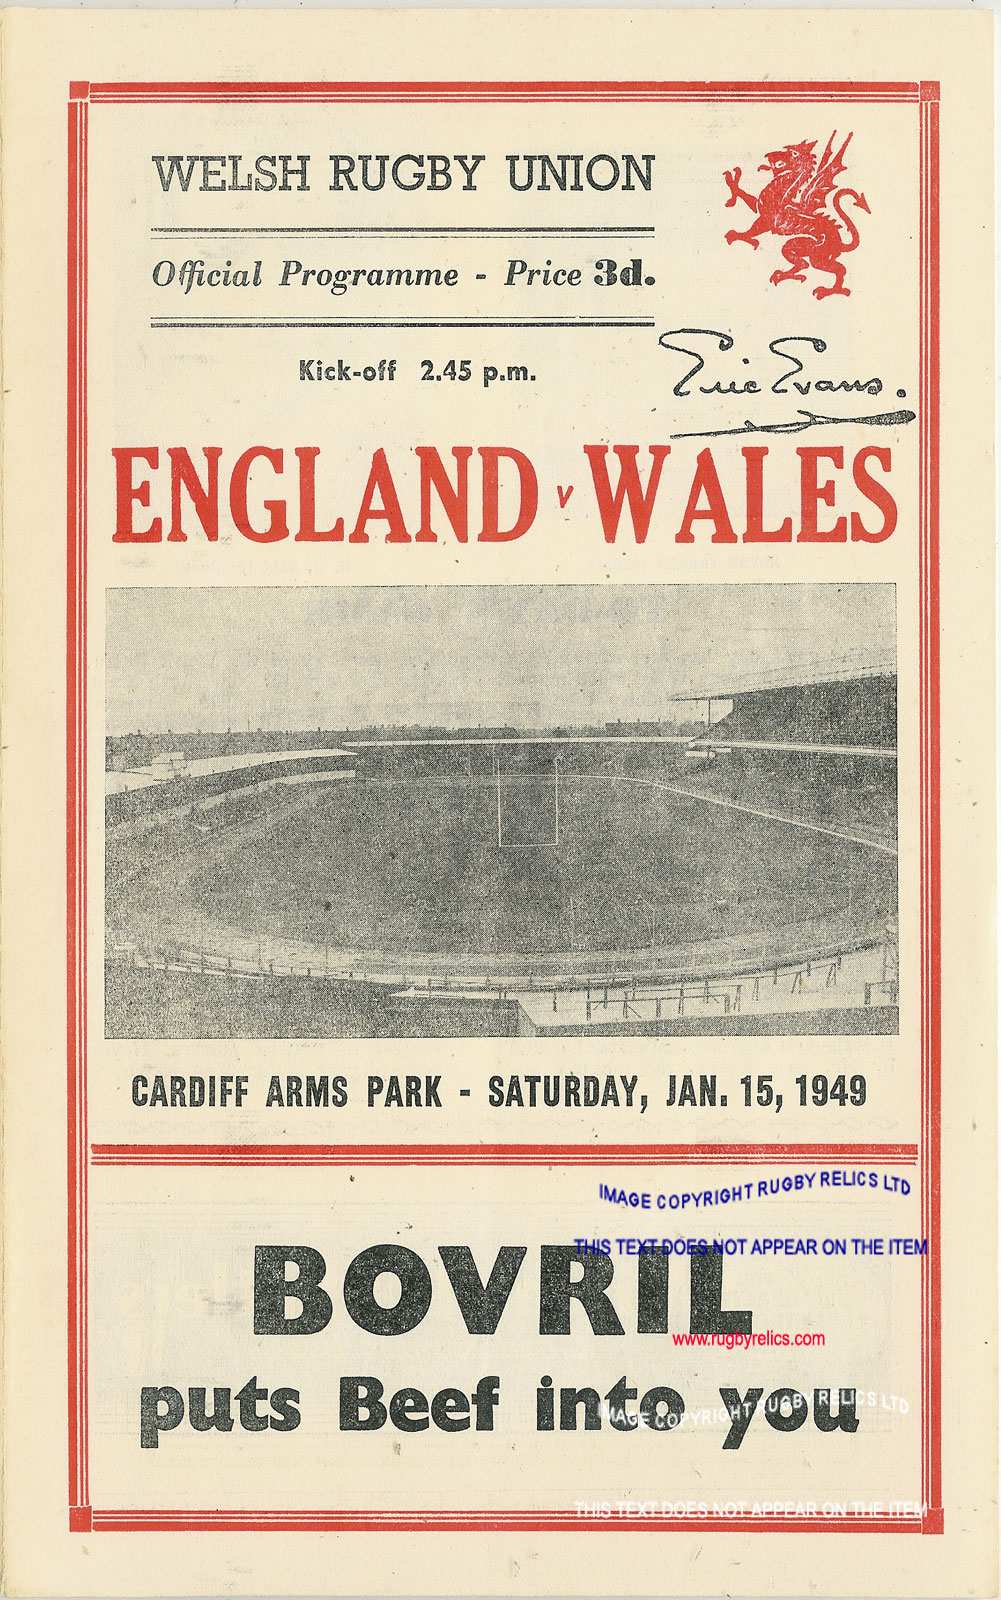 WELSH RUGBY UNION
Official Programme - Price 3d.
Kick-off 2.45 p.m.
Eric Evans.
ENGLAND v WALES
CARDIFF ARMS PARK - SATURDAY, JAN. 15, 1949
IMAGE COPYRIGHT RUGBY RELICS LTD
THIS TEXT DOES NOT APPEAR ON THE ITEM
BOVRIL
www.rugbyrelics.com
puts Beef into you
IMAGE COPYRIGHT RUGBY RELICS LTD
THIS TEXT DOES NOT APPEAR ON THE ITEM